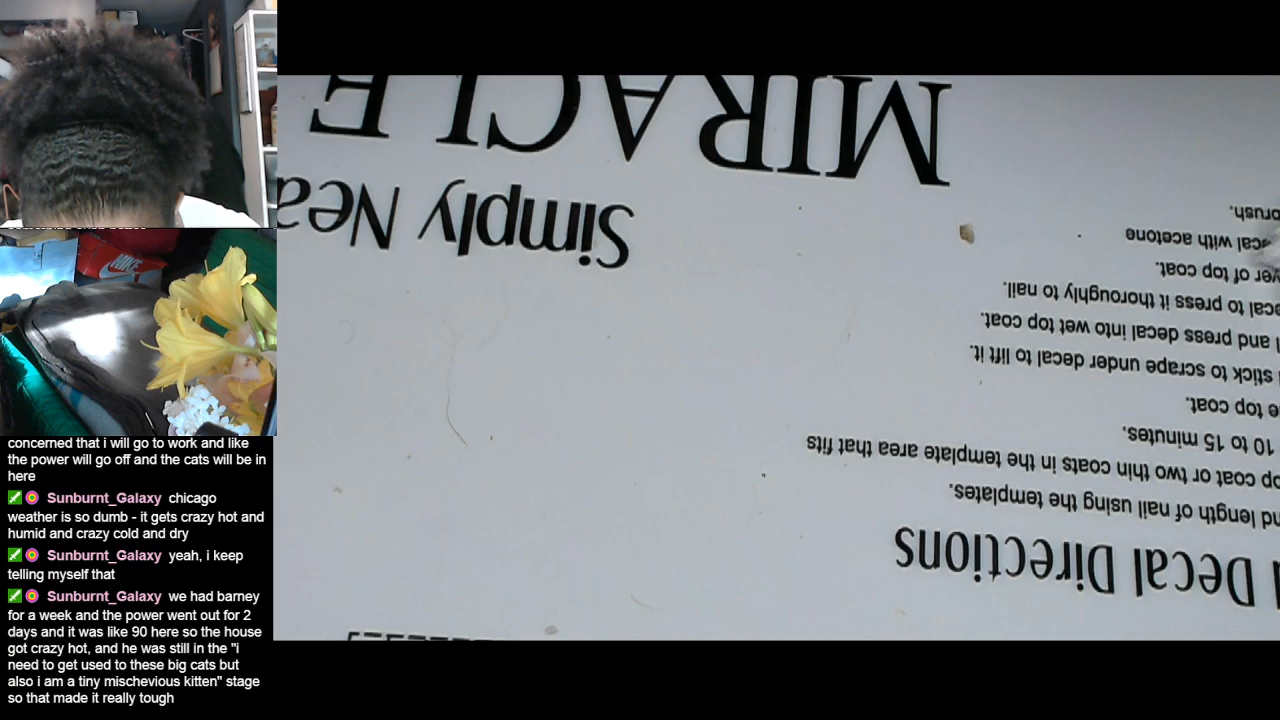 concerned that i will go to work and like
the power will go off and the cats will be in
here
Sunburnt_Galaxy chicago
weather is so dumb - it gets crazy hot and
humid and crazy cold and dry
Sunburnt_Galaxy yeah, i keep
telling myself that
Sunburnt_Galaxy we had barney
for a week and the power went out for 2
days and it was like 90 here so the house
got crazy hot, and he was still in the "i
need to get used to these big cats but
also i am a tiny mischevious kitten" stage
so that made it really tough
Decal Directions
length of nail using the templates.
coat or two thin coats in the template area that fits
10 to 15 minutes.
top coat.
stick to scrape under decal to lift it.
and press decal into wet top coat.
to press it thoroughly to nail.
of top coat.
with acetone
Simply
MIRACLE